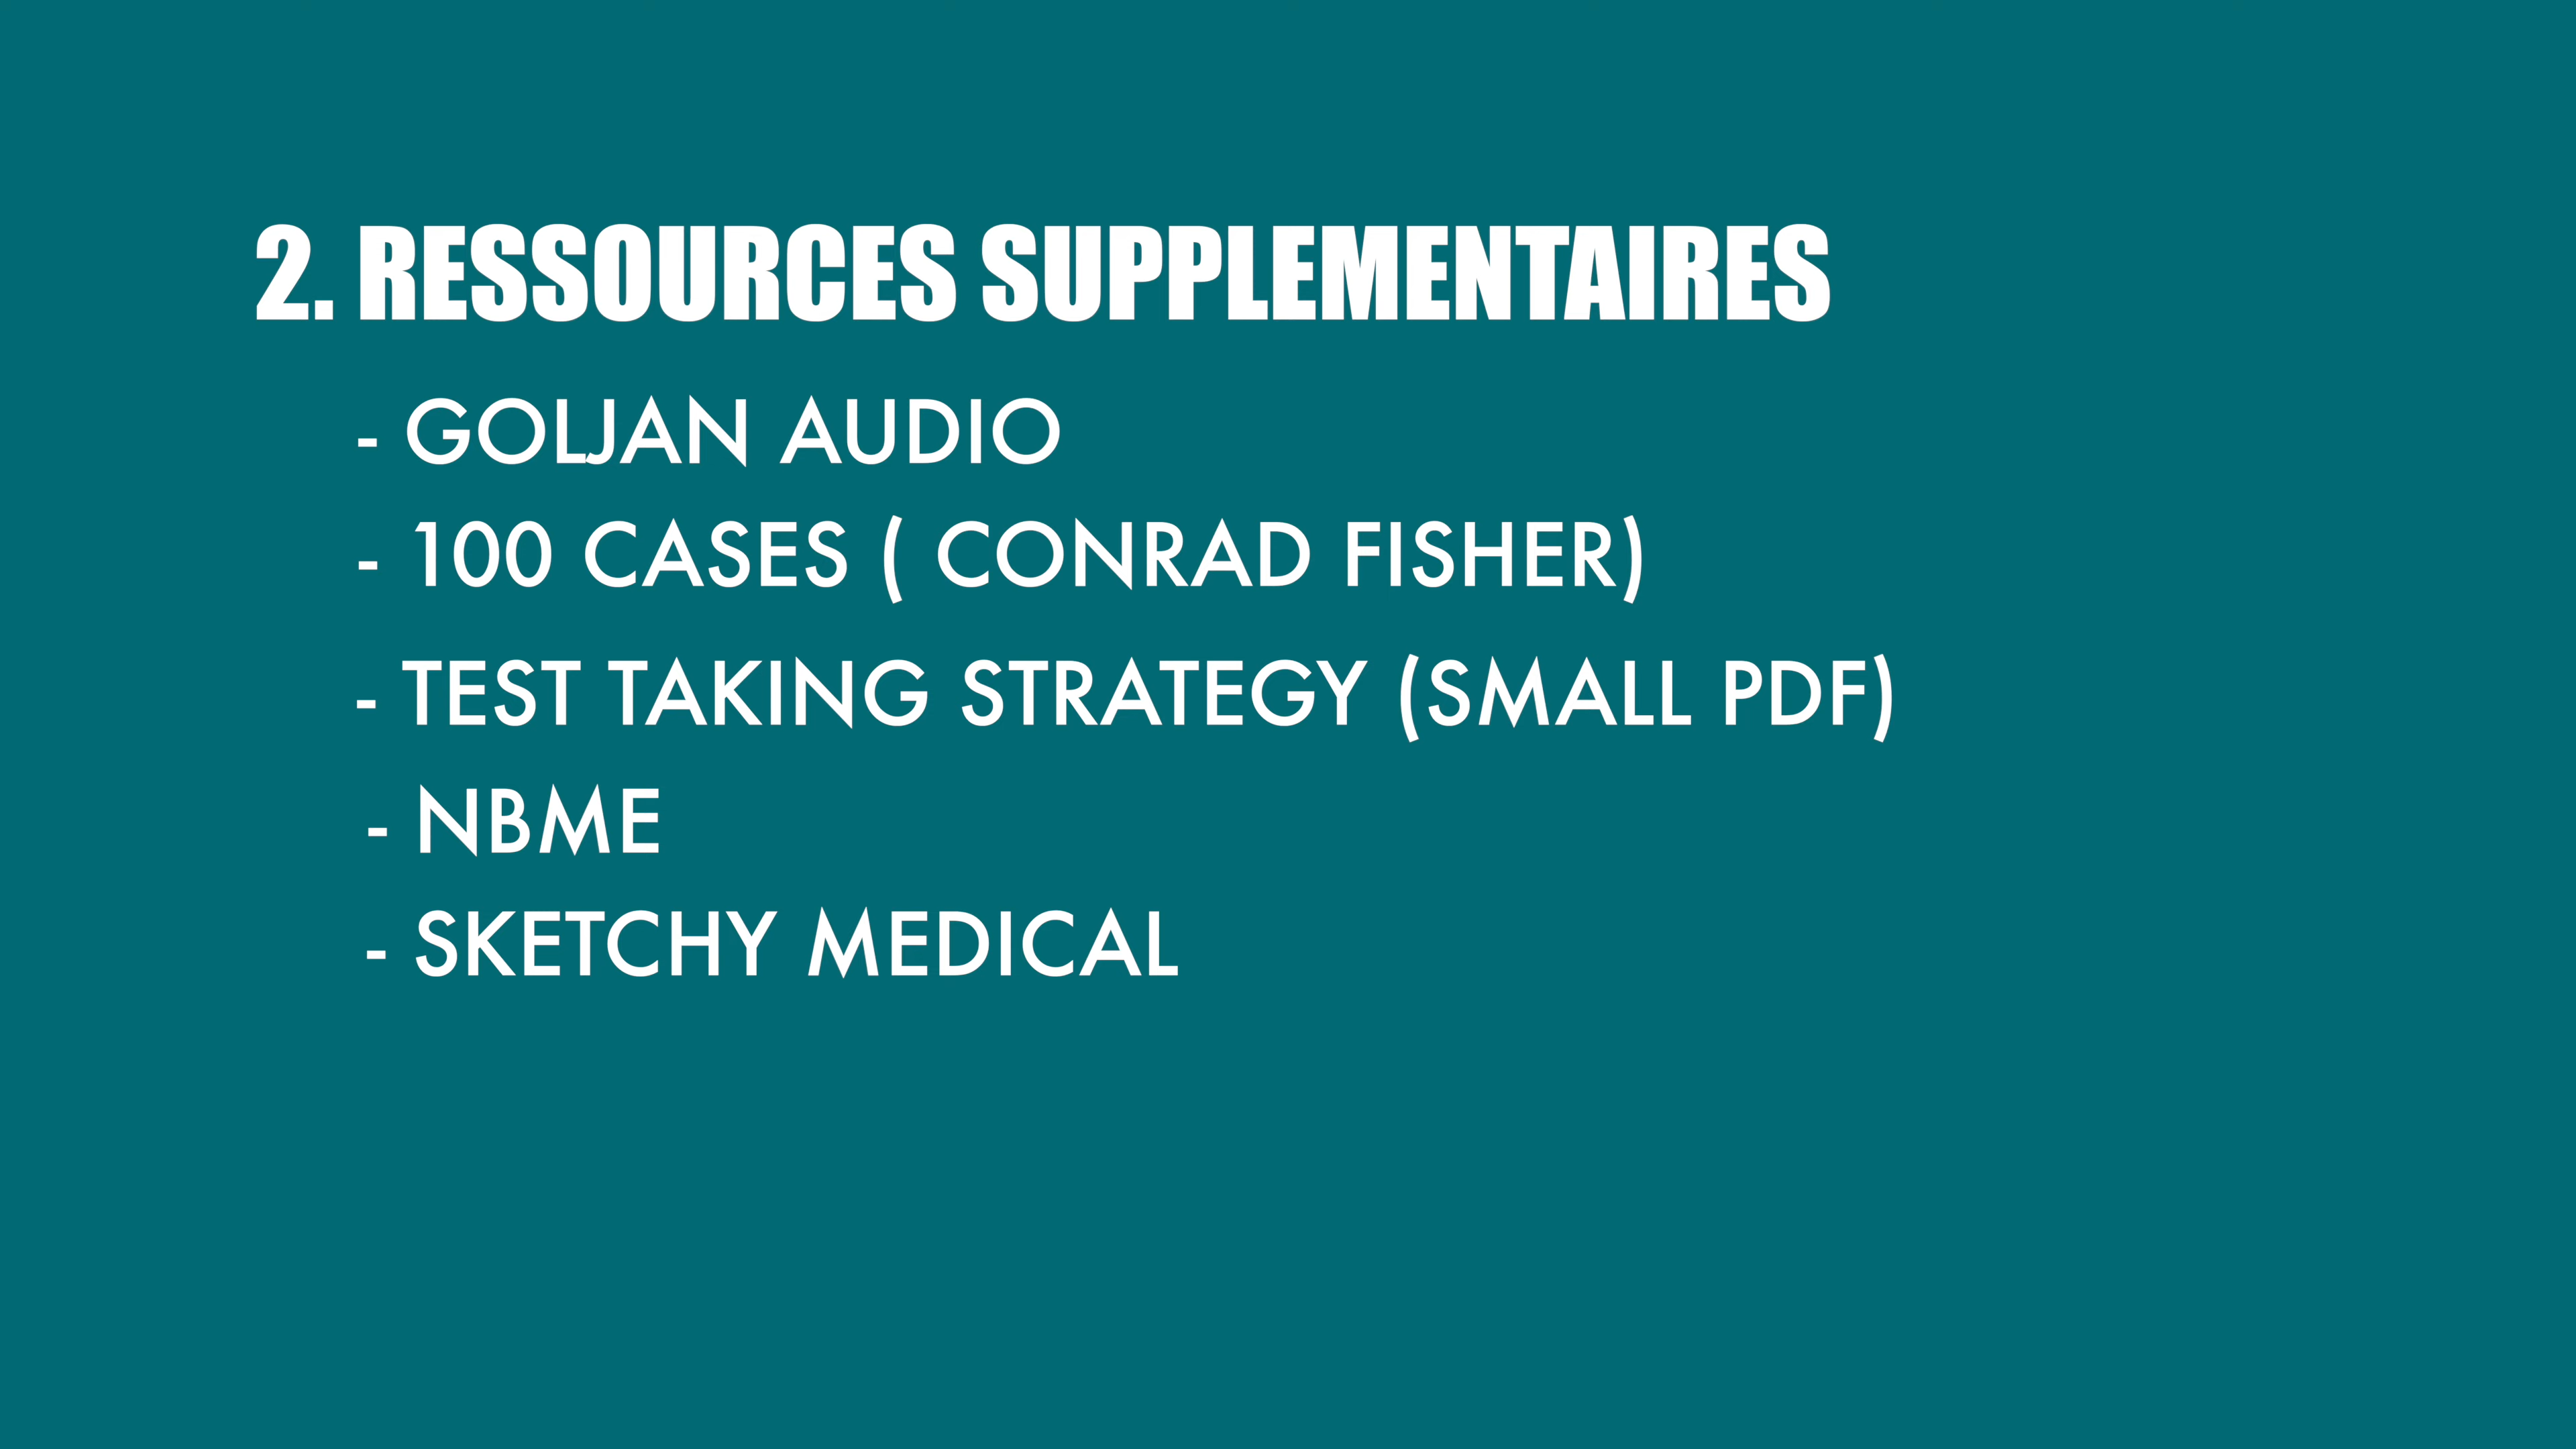 2. RESSOURCES SUPPLEMENTAIRES
- GOLJAN AUDIO
- 100 CASES ( CONRAD FISHER)
- TEST TAKING STRATEGY (SMALL PDF)
- NBME
- SKETCHY MEDICAL